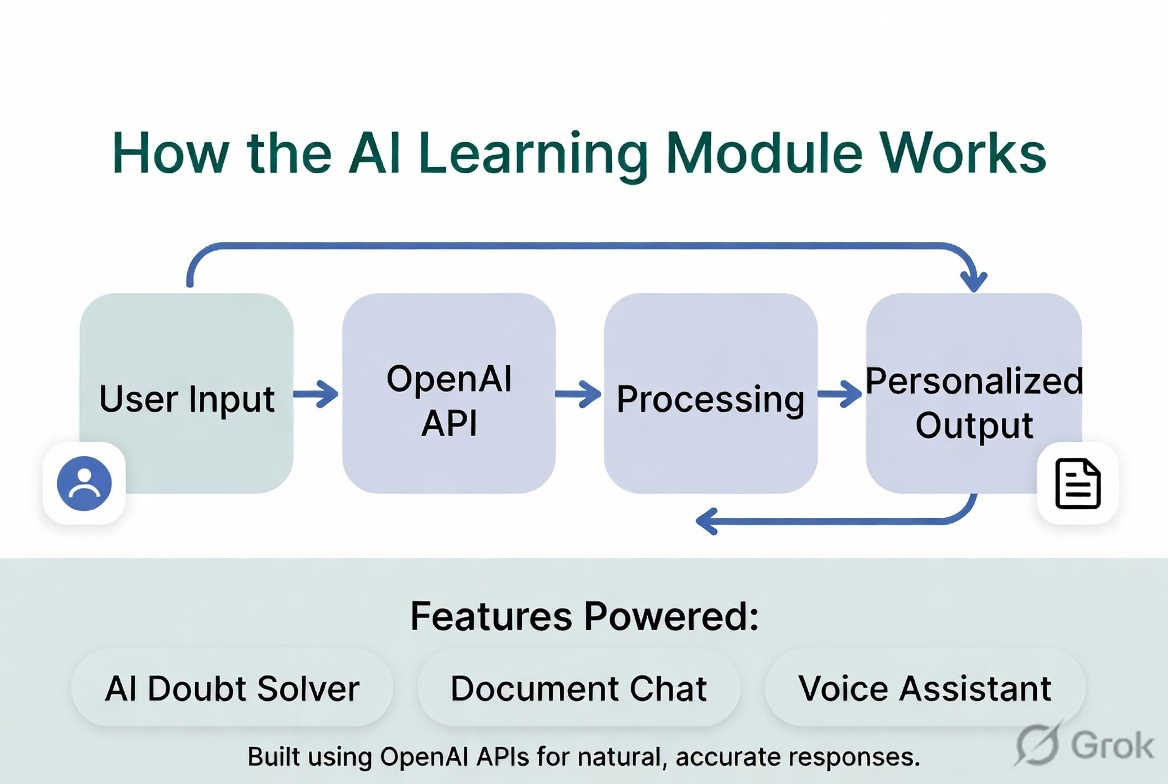 How the AI Learning Module Works
User Input
OpenAI
API
Processing
Personalized
Output
Features Powered:
AI Doubt Solver
Document Chat
Voice Assistant
Built using OpenAI APIs for natural, accurate responses.
Grok